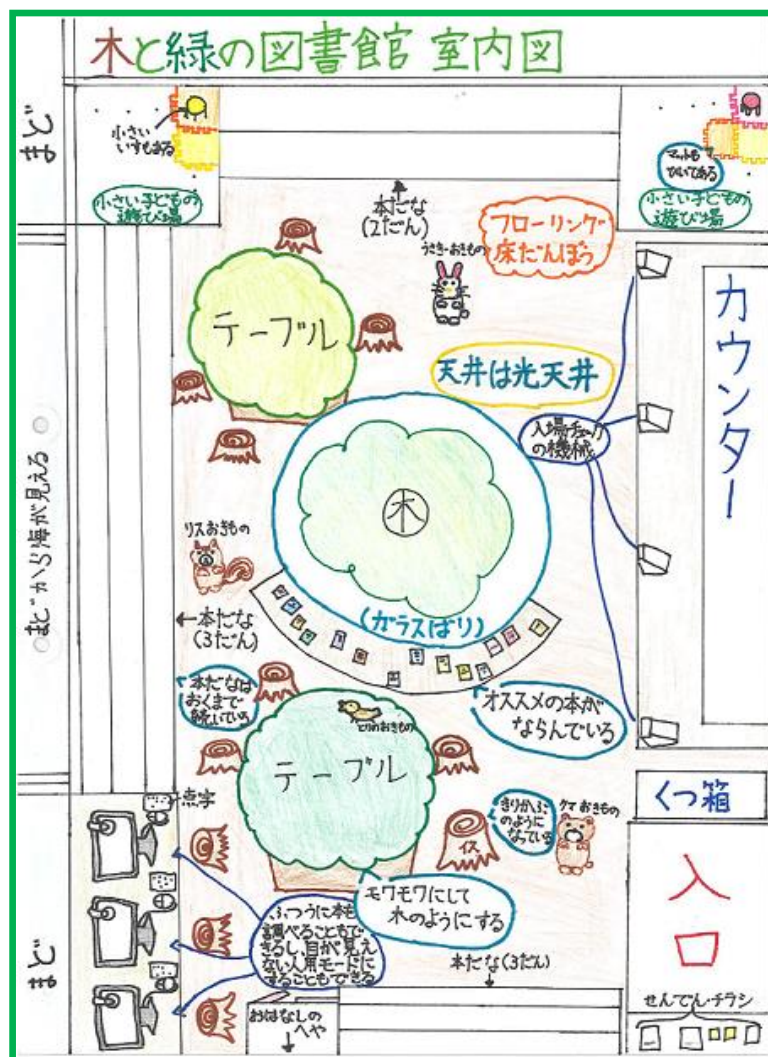 木と緑の図書館 室内図
まど
小さい
いすもある
小さい子どもの
遊び場
本だな
(2だん)
うさぎ-おきもの
フローリング
床だんぼう
マットも
ひいてある
小さい子どもの
遊び場
テーブル
天井は光天井
入場チェック
の機械
カウンター
木
(ガラスばり)
まどから海が見える
リスおきもの
←本だな
(3だん)
本だなは
おくまで
続いている
オススメの本が
ならんでいる
とりのおきもの
テーブル
点字
きりかぶ
のように
なっている
クマおきもの
イス
くつ箱
入口
モワモワにして
木のようにする
ふつうに本も
調べることもで
きるし、目が見え
ない人用モードに
することもできる
まど
本だな(3だん)
おはなしの
へや
せんでん・チラシ